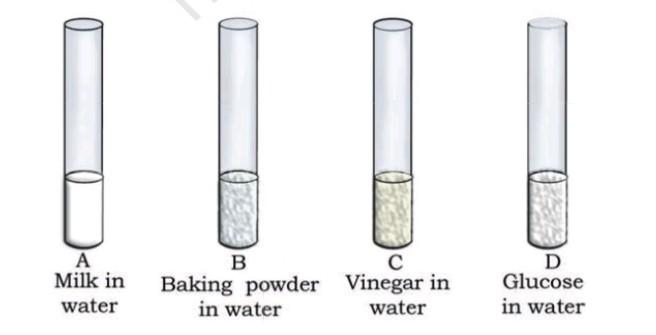 A
Milk in
water
B
Baking powder
in water
C
Vinegar in
water
D
Glucose
in water